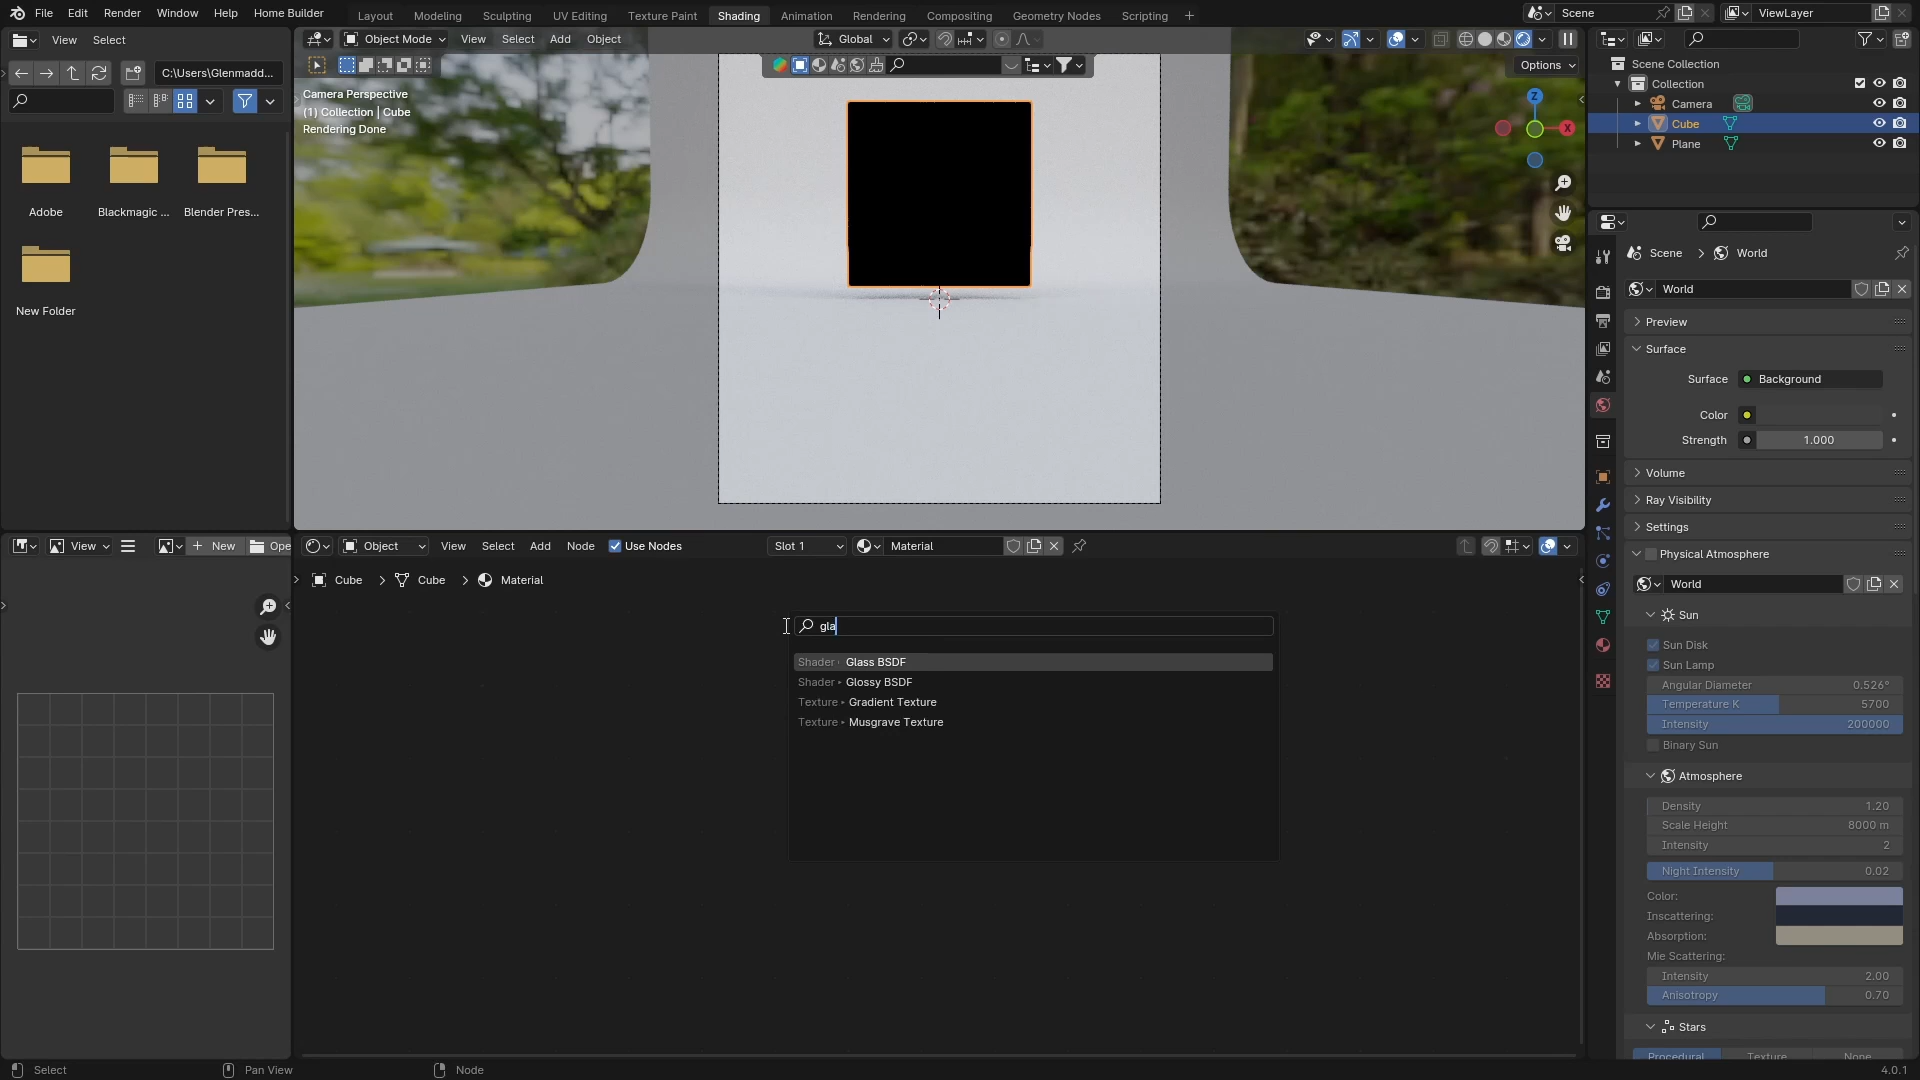 File Edit Render Window Help Home Builder
Layout Modeling Sculpting UV Editing Texture Paint Shading Animation Rendering Compositing Geometry Nodes Scripting +
Scene
ViewLayer
View Select
C:\Users\Glenmadd...
Adobe
Blackmagic ...
Blender Pres...
New Folder
Object Mode View Select Add Object
Global
Options
Camera Perspective
(1) Collection | Cube
Rendering Done
Z
X
Scene Collection
Collection
Camera
Cube
Plane
Scene > World
World
Preview
Surface
Surface Background
Color
Strength 1.000
Volume
Ray Visibility
Settings
Physical Atmosphere
World
Sun
Sun Disk
Sun Lamp
Angular Diameter 0.526°
Temperature K 5700
Intensity 200000
Binary Sun
Atmosphere
Density 1.20
Scale Height 8000 m
Intensity 2
Night Intensity 0.02
Color:
Inscattering:
Absorption:
Mie Scattering:
Intensity 2.00
Anisotropy 0.70
Stars
Procedural Texture None
View
New
Ope
Object View Select Add Node Use Nodes
Slot 1
Material
Cube > Cube > Material
gla
Shader ▸ Glass BSDF
Shader ▸ Glossy BSDF
Texture ▸ Gradient Texture
Texture ▸ Musgrave Texture
Select
Pan View
Node
4.0.1